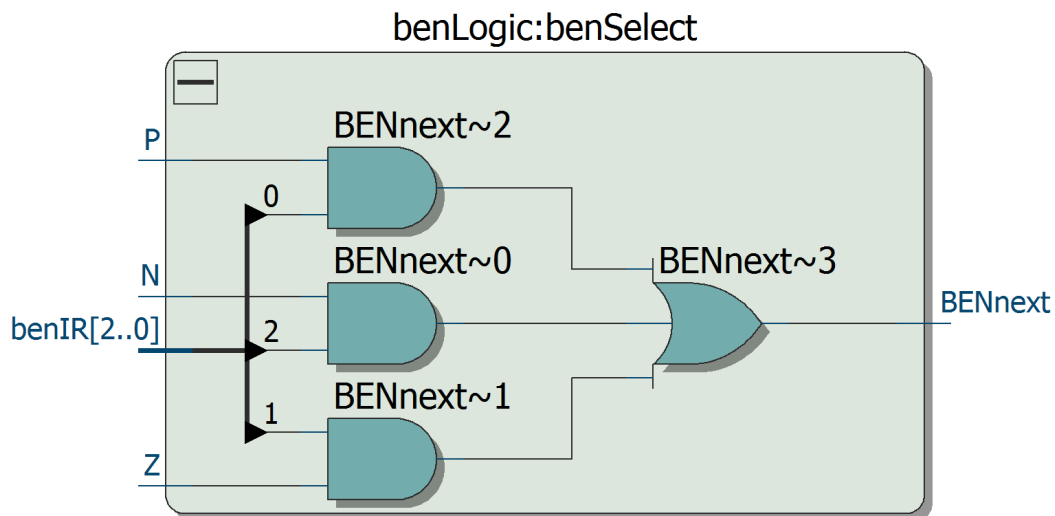 benLogic:benSelect
BENnext~2
P
0
BENnext~0
BENnext~3
N
BENnext
benIR[2..0]
2
BENnext~1
1
Z